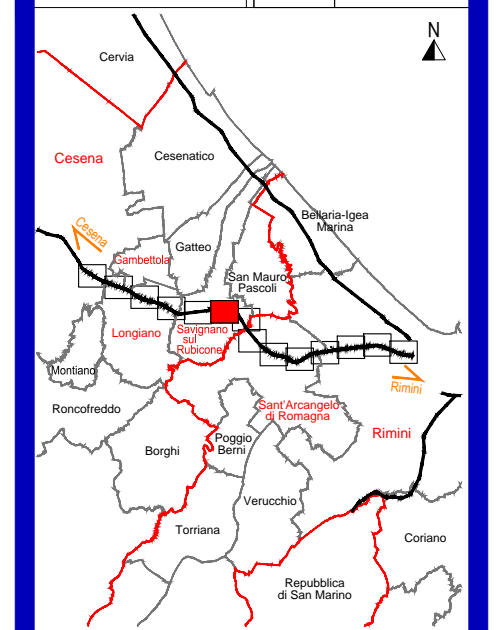 N
Cervia
Cesena
Cesenatico
Cesena
Bellaria-Igea
Marina
Gatteo
Gambettola
San Mauro
Pascoli
Longiano
Savignano
sul
Rubicone
Montiano
Rimini
Roncofreddo
Sant'Arcangelo
di Romagna
Rimini
Borghi
Poggio
Berni
Verucchio
Torriana
Coriano
Repubblica
di San Marino